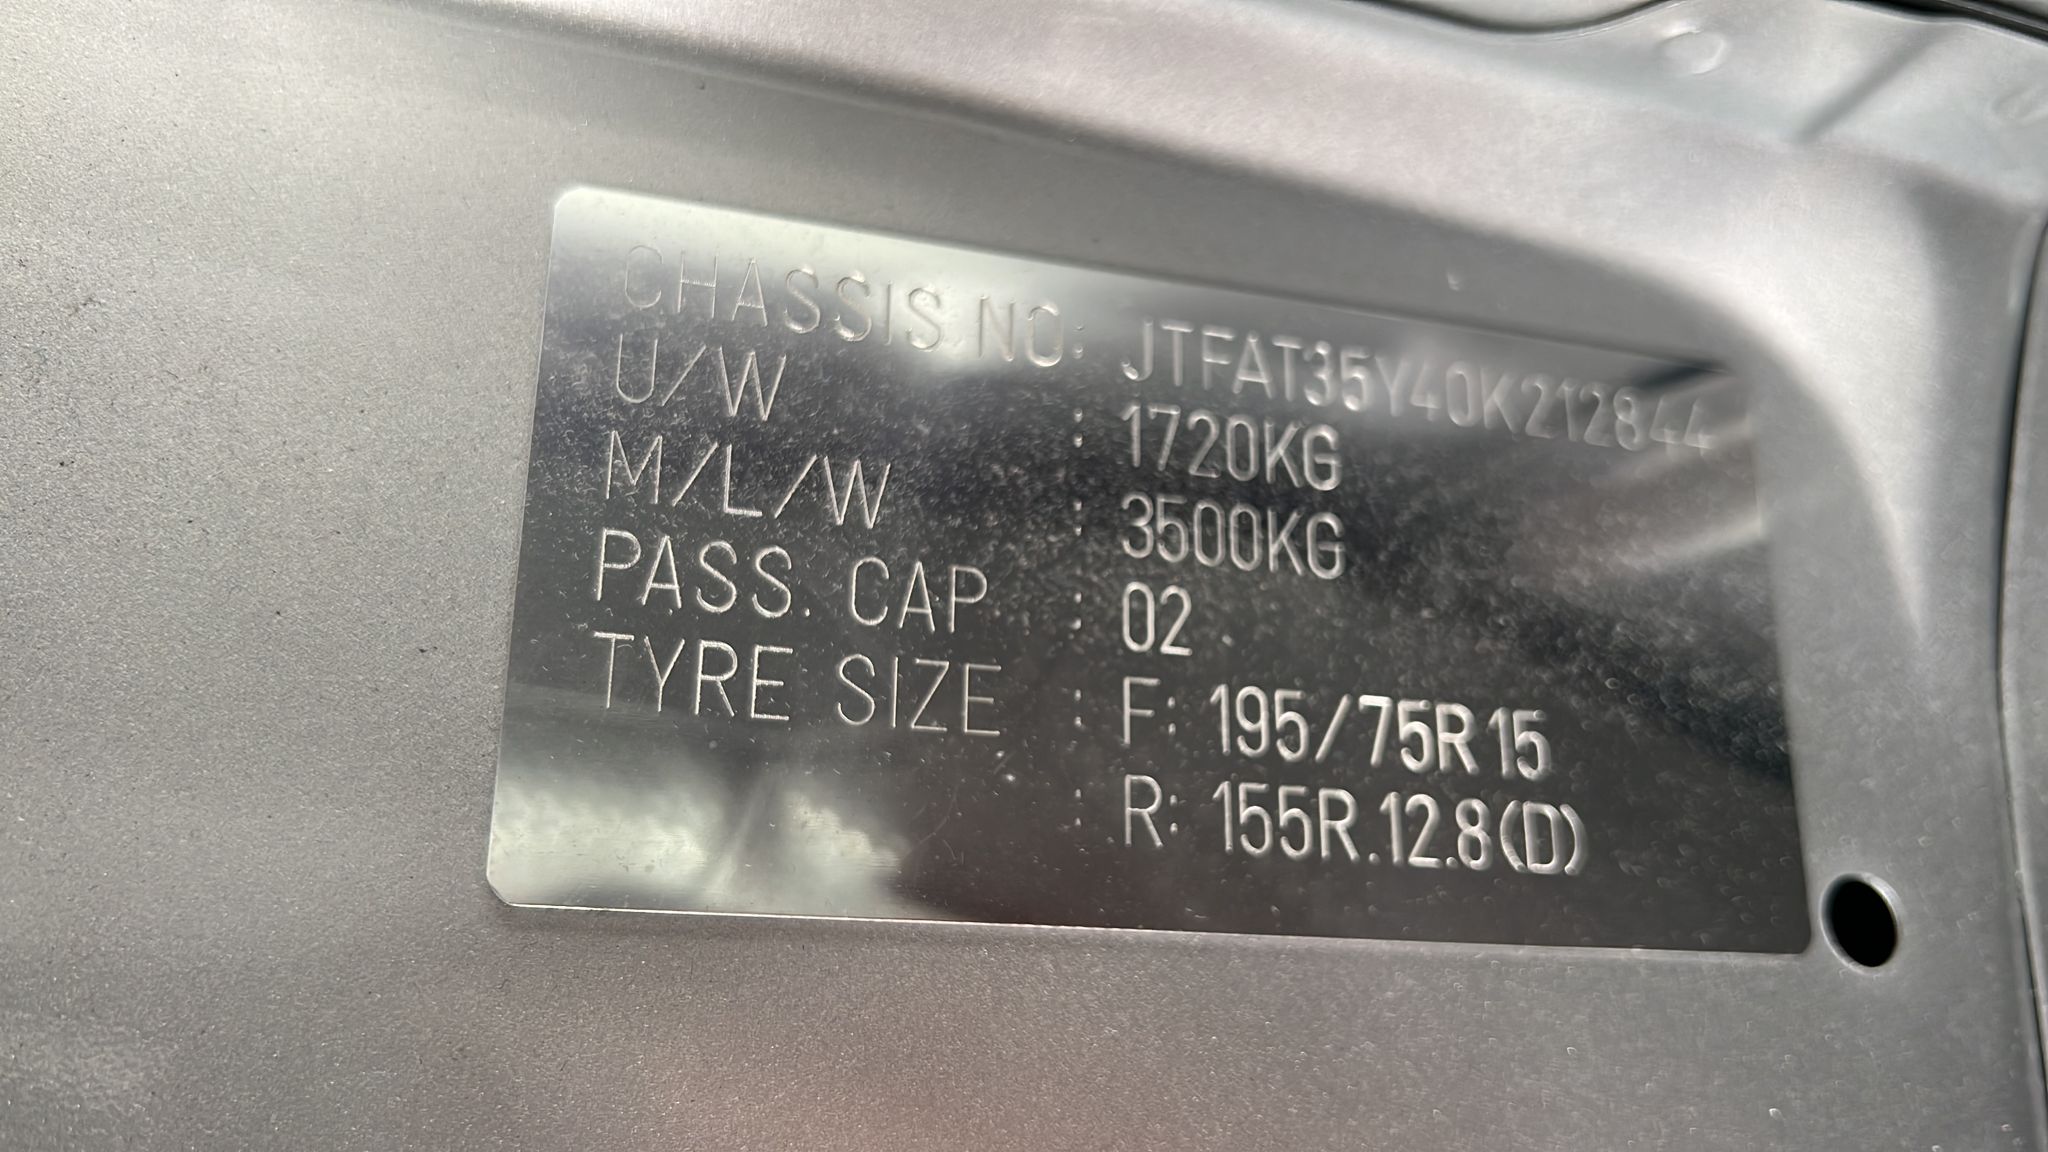 CHASSIS NO: JTFAT35Y40K212844
U/W : 1720KG
M/L/W : 3500KG
PASS. CAP : 02
TYRE SIZE : F: 195/75R15
: R: 155R.12.8(D)